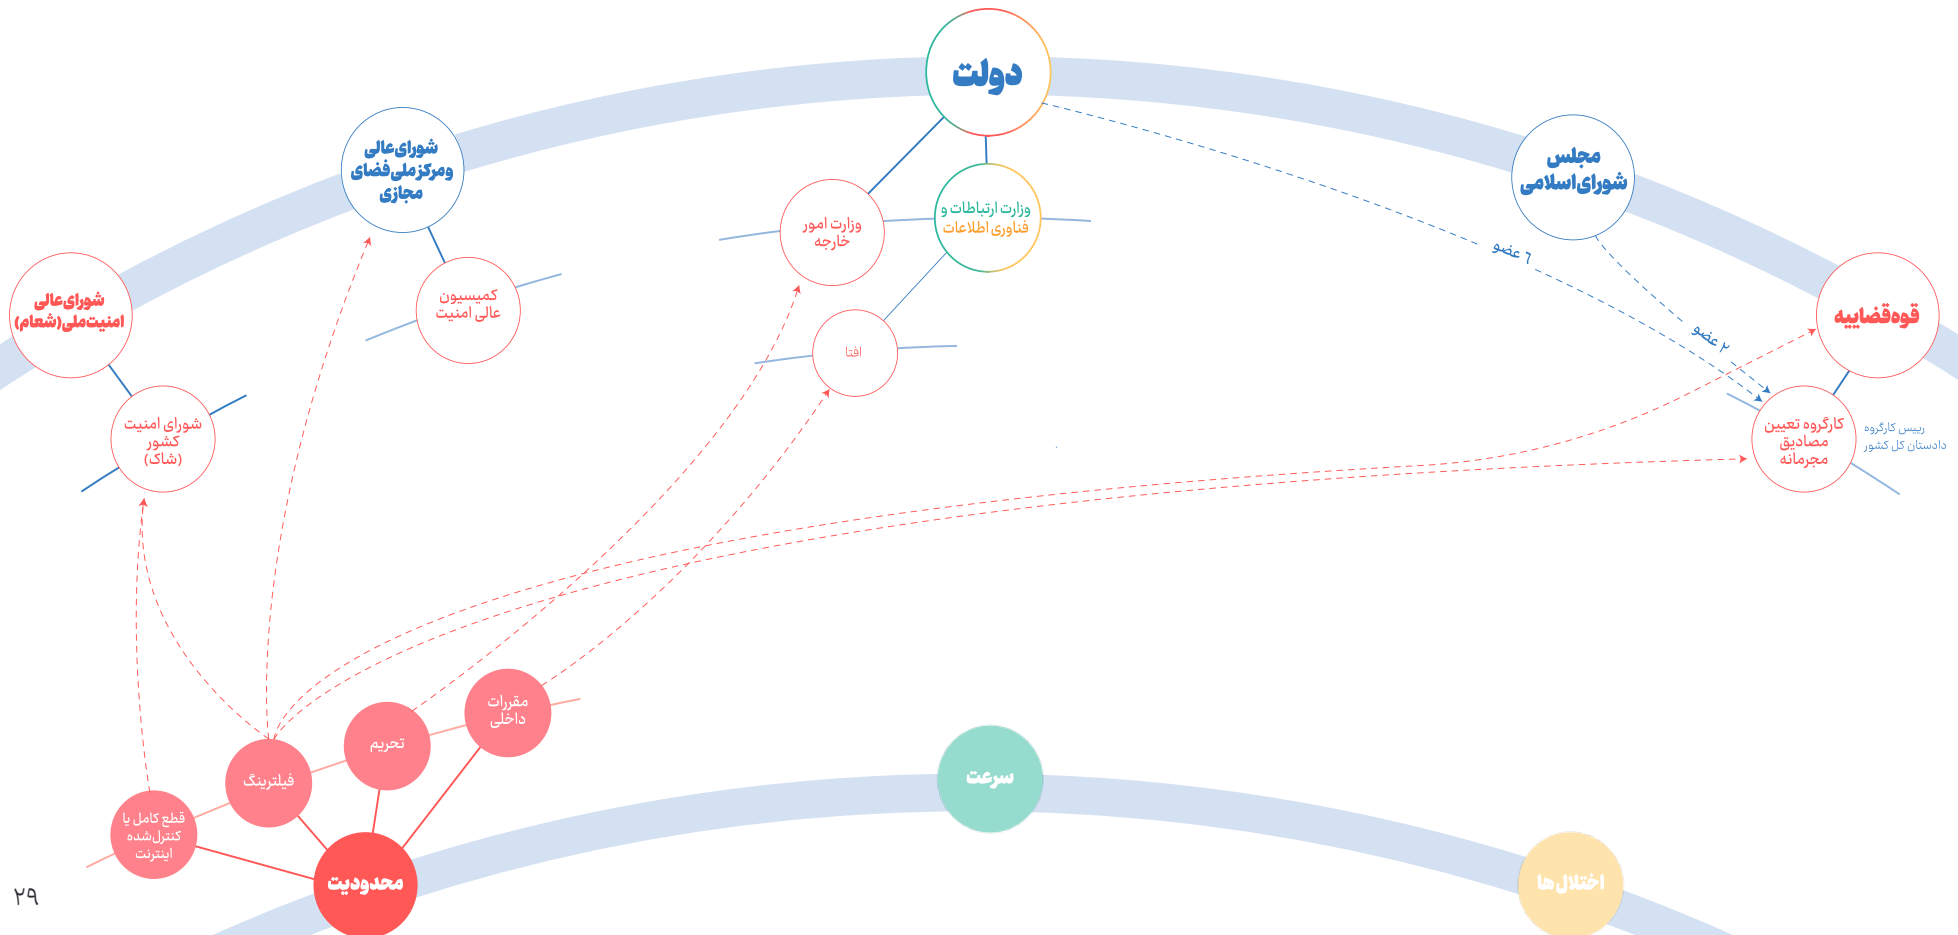 دولت
شورای‌عالی
ومرکز ملی فضای
مجازی
مجلس
شورای‌اسلامی
وزارت ارتباطات و
فناوری اطلاعات
وزارت امور
خارجه
۶ عضو
کمیسیون
عالی امنیت
شورای‌عالی
امنیت‌ملی(شعام)
قوه‌قضاییه
۲ عضو
افتا
شورای امنیت
کشور
(شاک)
کارگروه تعیین
مصادیق
مجرمانه
رییس کارگروه
دادستان کل کشور
مقررات
داخلی
تحریم
فیلترینگ
قطع کامل یا
کنترل‌شده
اینترنت
سرعت
محدودیت
اختلال‌ها
۲۹